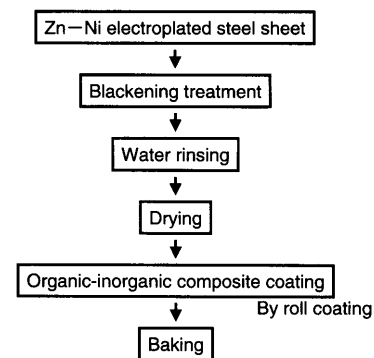 Zn—Ni electroplated steel sheet
Blackening treatment
Water rinsing
Drying
Organic-inorganic composite coating
By roll coating
Baking